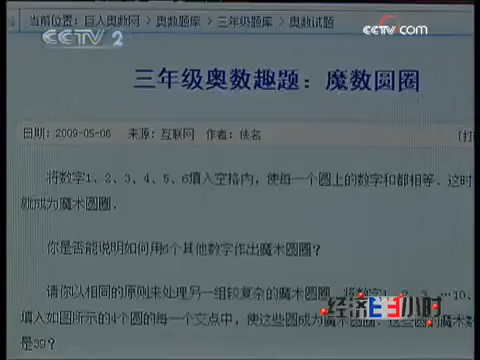 当前位置：巨人奥数网 > 奥数题库 > 三年级题库 > 奥数试题
CCTV 2
cctv.com
三年级奥数趣题：魔数圆圈
日期：2009-05-06 来源：互联网 作者：佚名 [打
将数字1、2、3、4、5、6填入空格内，使每一个圆上的数字和都相等．这时
就成为魔术圆圈．
你是否能说明如何用6个其他数字作出魔术圆圈？
请你以相同的原则来处理另一组较复杂的魔术圆圈．将数字1、2、3、…10、
填入如图所示的4个圆的每一个交点中，使这些圆成为魔术圆圈．这些圆的魔术数
是39？
经济半小时